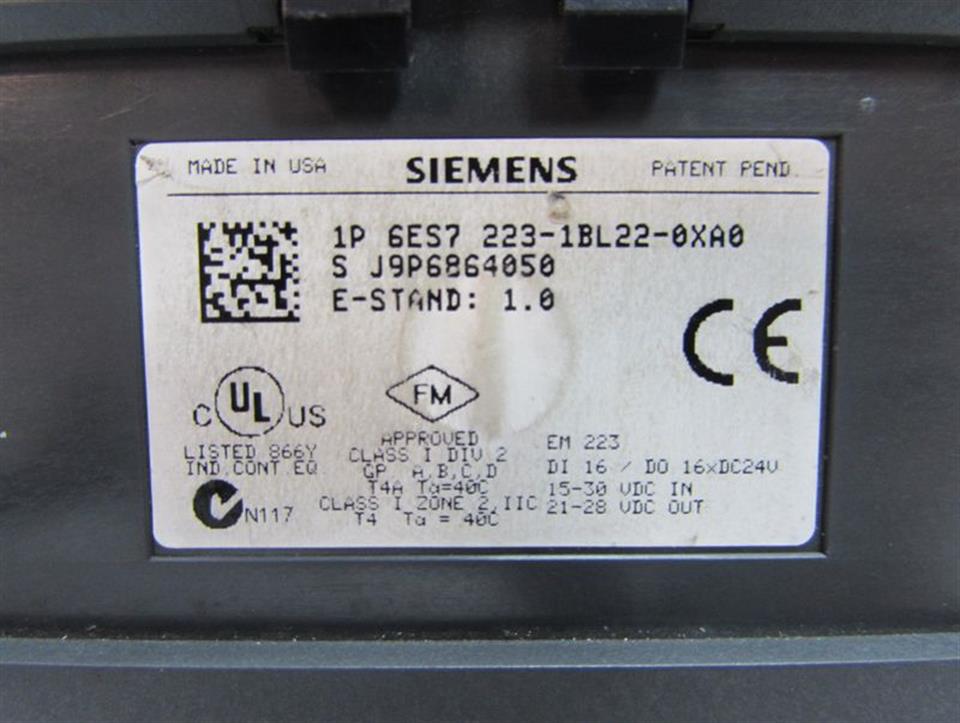 MADE IN USA SIEMENS PATENT PEND.
1P 6ES7 223-1BL22-0XA0
S J9P6864050
E-STAND: 1.0
CE
C UL US
LISTED 866Y
IND.CONT.EQ.
N117
FM
APPROVED
CLASS I DIV 2
GP A,B,C,D
T4A Ta=40C
CLASS I ZONE 2,IIC
T4 Ta = 40C
EM 223
DI 16 / DO 16xDC24V
15-30 VDC IN
21-28 VDC OUT